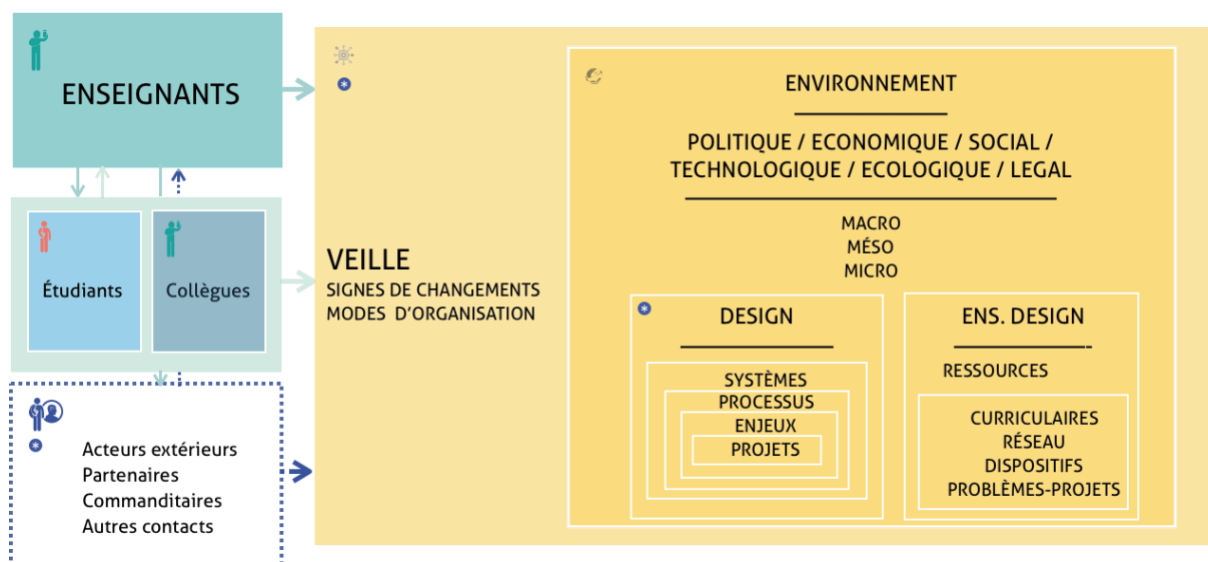 ENSEIGNANTS
Étudiants
Collègues
Acteurs extérieurs
Partenaires
Commanditaires
Autres contacts
VEILLE
SIGNES DE CHANGEMENTS
MODES D'ORGANISATION
ENVIRONNEMENT
POLITIQUE / ECONOMIQUE / SOCIAL /
TECHNOLOGIQUE / ECOLOGIQUE / LEGAL
MACRO
MÉSO
MICRO
DESIGN
SYSTÈMES
PROCESSUS
ENJEUX
PROJETS
ENS. DESIGN
RESSOURCES
CURRICULAIRES
RÉSEAU
DISPOSITIFS
PROBLÈMES-PROJETS